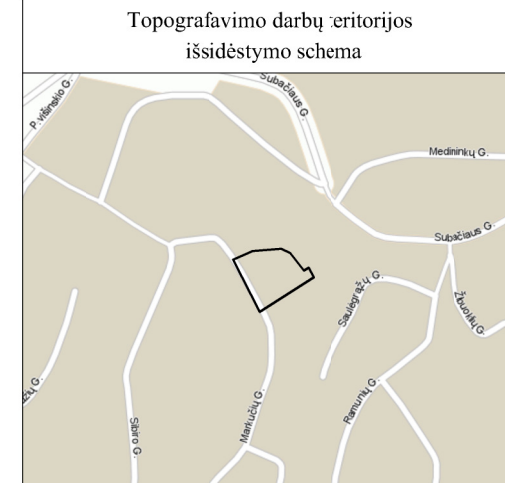 Topografavimo darbų teritorijos
išsidėstymo schema
P. Višinskio G.
Subačiaus G.
Medininkų G.
Subačiaus G.
Saulėgrąžų G.
Žibuoklių G.
Ramunių G.
Markučių G.
Sibiro G.